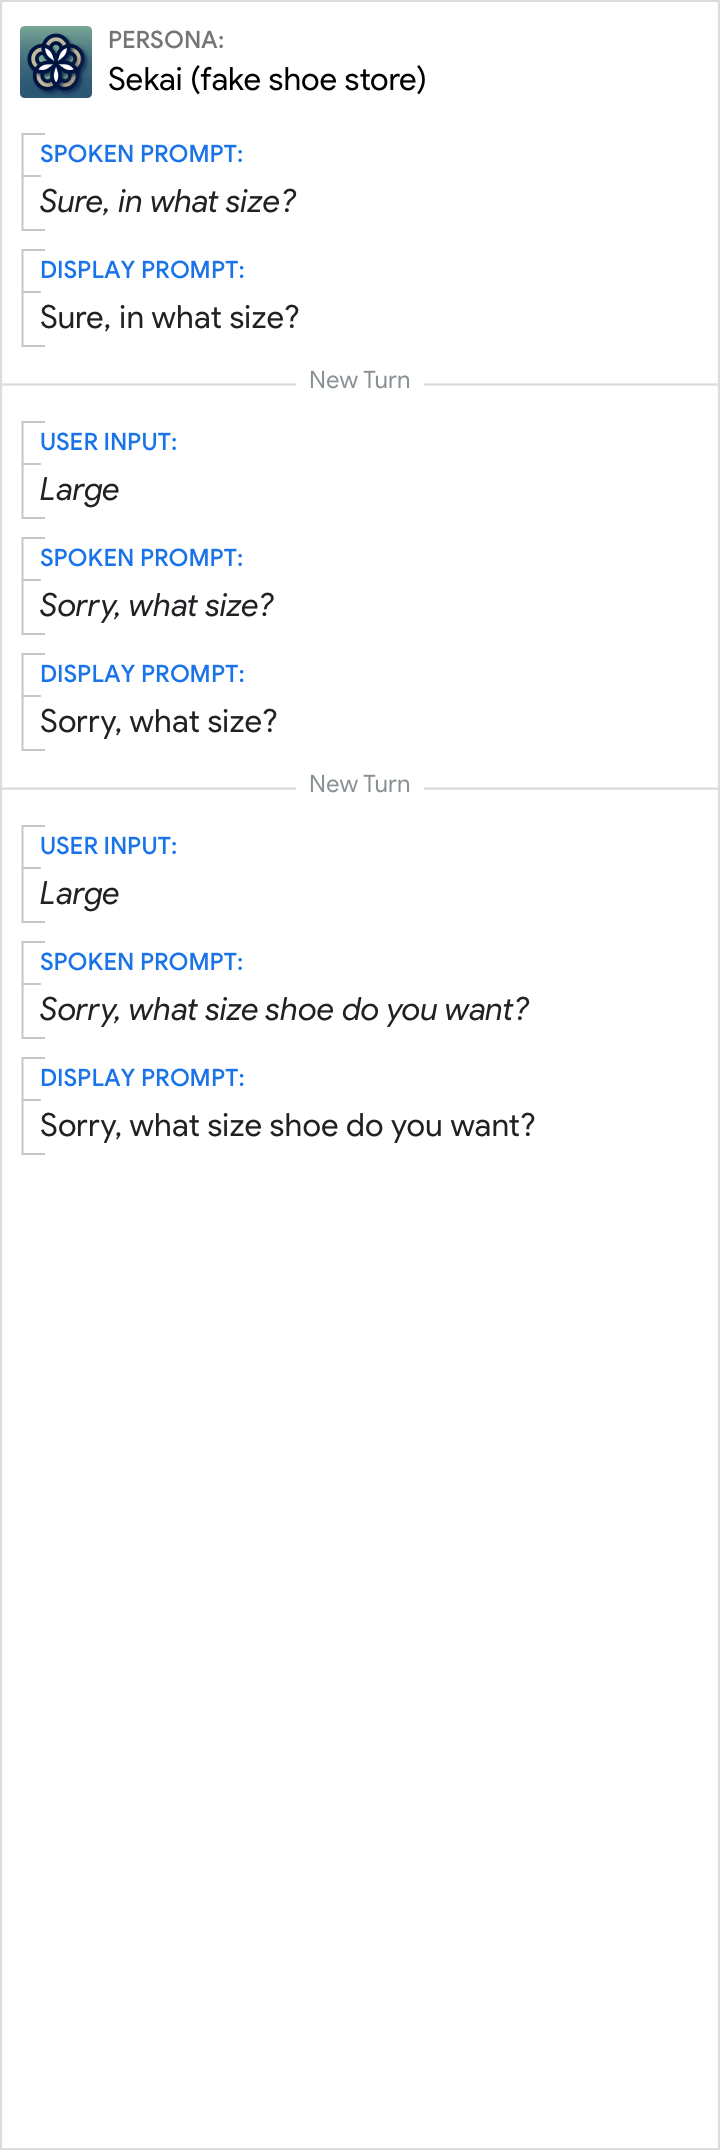 PERSONA:
Sekai (fake shoe store)
SPOKEN PROMPT:
Sure, in what size?
DISPLAY PROMPT:
Sure, in what size?
New Turn
USER INPUT:
Large
SPOKEN PROMPT:
Sorry, what size?
DISPLAY PROMPT:
Sorry, what size?
New Turn
USER INPUT:
Large
SPOKEN PROMPT:
Sorry, what size shoe do you want?
DISPLAY PROMPT:
Sorry, what size shoe do you want?